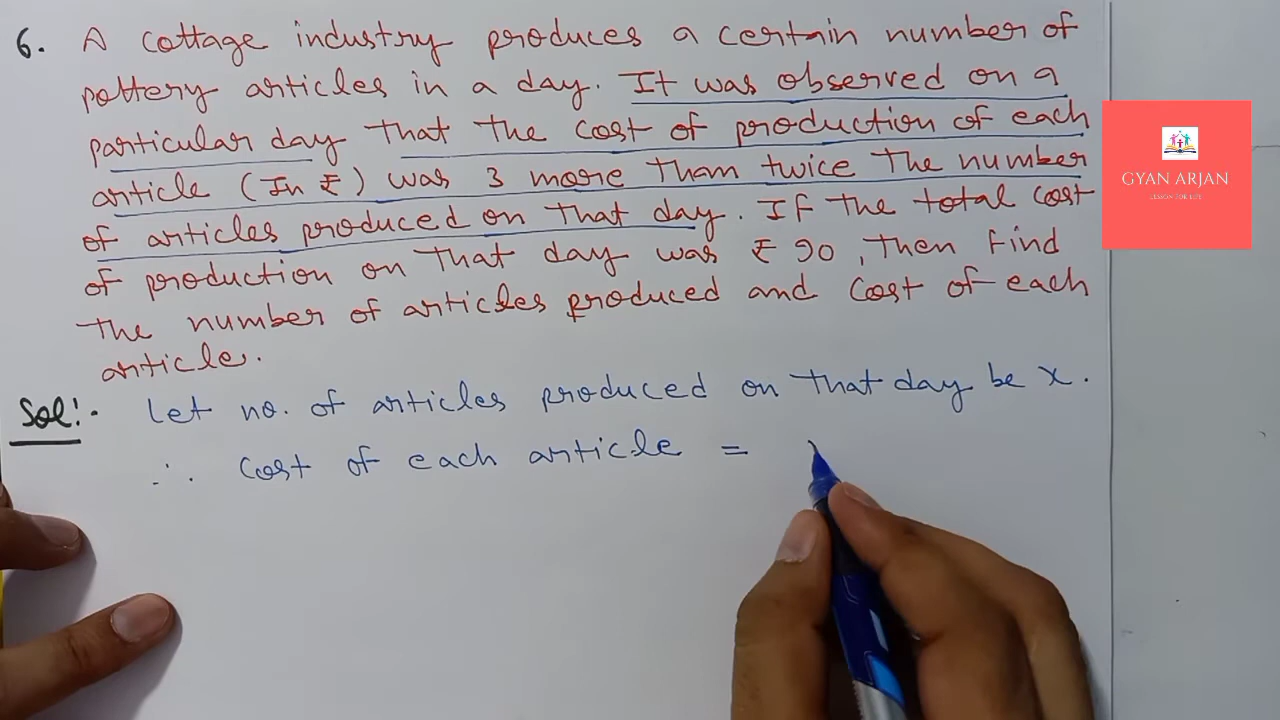 6. A cottage industry produces a certain number of
pottery articles in a day. It was observed on a
particular day that the cost of production of each
article (In ₹) was 3 more than twice the number
of articles produced on that day. If the total cost
of production on that day was ₹ 90, then find
the number of articles produced and cost of each
article.
Sol:- Let no. of articles produced on that day be x.
∴ Cost of each article =
GYAN ARJAN
LESSON FOR LIFE